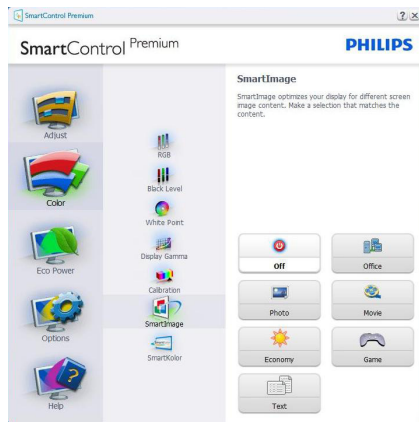 SmartControl Premium
SmartControl Premium
PHILIPS
Adjust
Color
Eco Power
Options
Help
RGB
Black Level
White Point
Display Gamma
Calibration
SmartImage
SmartKolor
SmartImage
SmartImage optimizes your display for different screen
image content. Make a selection that matches the
content.
Off
Office
Photo
Movie
Economy
Game
Text